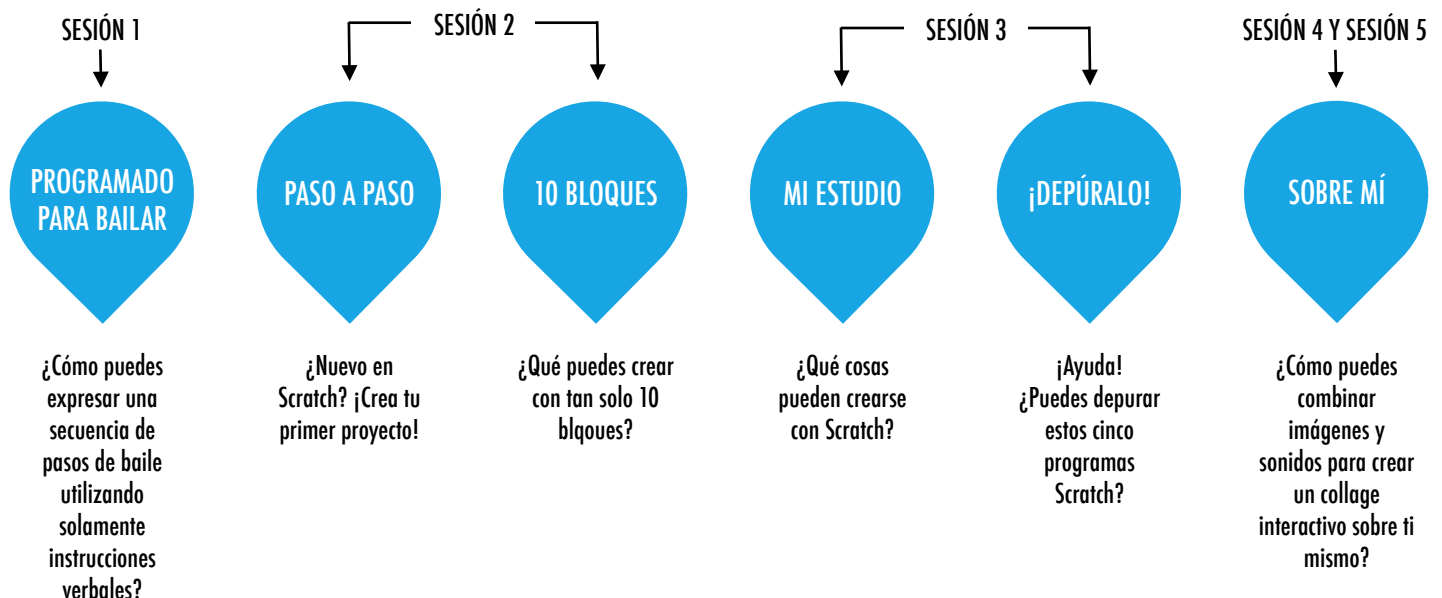 SESIÓN 1
SESIÓN 2
SESIÓN 3
SESIÓN 4 Y SESIÓN 5
PROGRAMADO
PARA BAILAR
PASO A PASO
10 BLOQUES
MI ESTUDIO
¡DEPÚRALO!
SOBRE MÍ
¿Cómo puedes
expresar una
secuencia de
pasos de baile
utilizando
solamente
instrucciones
verbales?
¿Nuevo en
Scratch? ¡Crea tu
primer proyecto!
¿Qué puedes crear
con tan solo 10
blqoues?
¿Qué cosas
pueden crearse
con Scratch?
¡Ayuda!
¿Puedes depurar
estos cinco
programas
Scratch?
¿Cómo puedes
combinar
imágenes y
sonidos para crear
un collage
interactivo sobre ti
mismo?